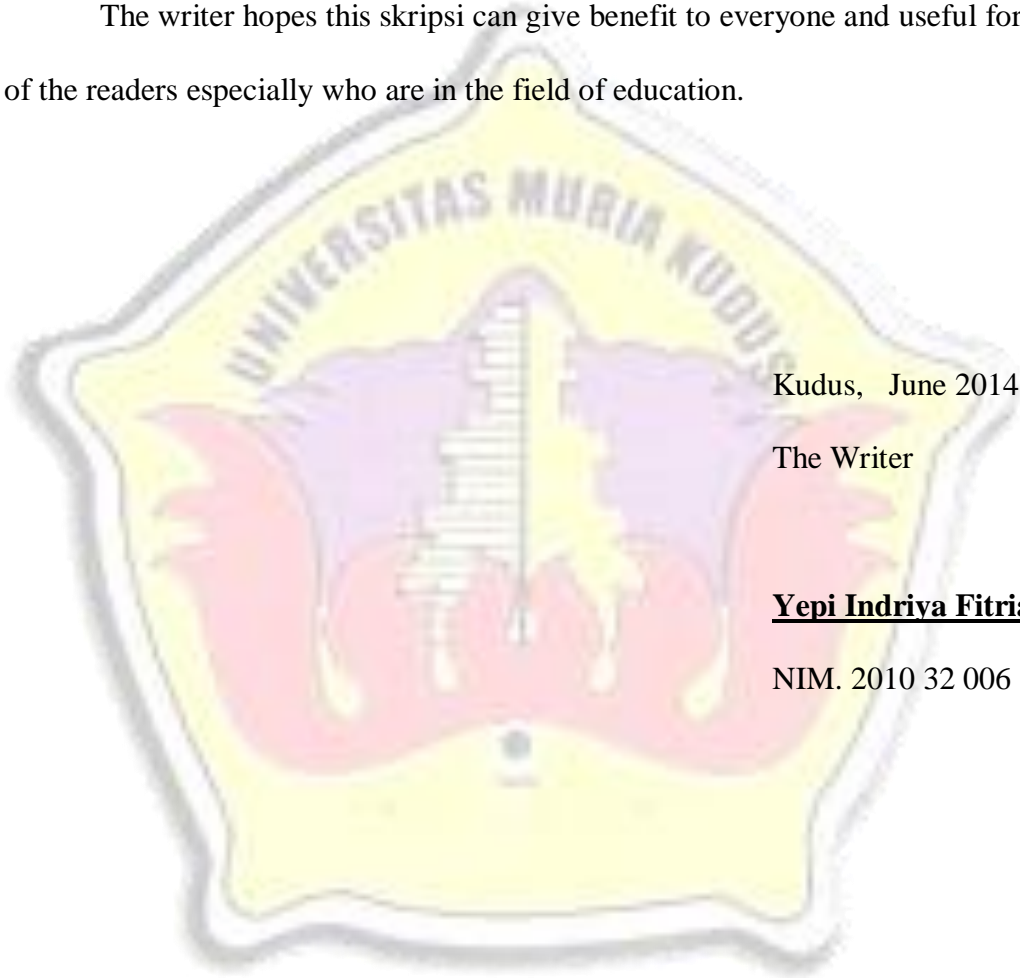 The writer hopes this skripsi can give benefit to everyone and useful for
of the readers especially who are in the field of education.
UNIVERSITAS MURIA KUDUS
Kudus, June 2014
The Writer
Yepi Indriya Fitria
NIM. 2010 32 006